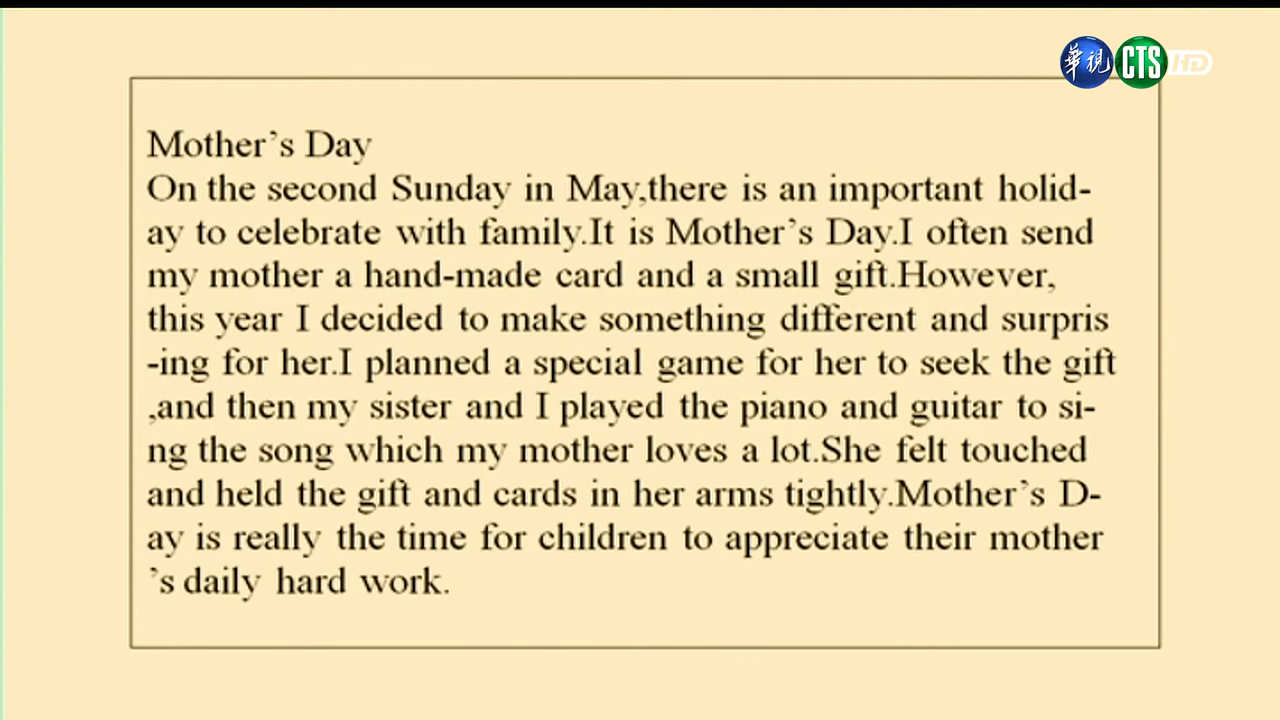 華視 CTS HD
Mother’s Day
On the second Sunday in May,there is an important holid-
ay to celebrate with family.It is Mother’s Day.I often send
my mother a hand-made card and a small gift.However,
this year I decided to make something different and surpris
-ing for her.I planned a special game for her to seek the gift
,and then my sister and I played the piano and guitar to si-
ng the song which my mother loves a lot.She felt touched
and held the gift and cards in her arms tightly.Mother’s D-
ay is really the time for children to appreciate their mother
’s daily hard work.